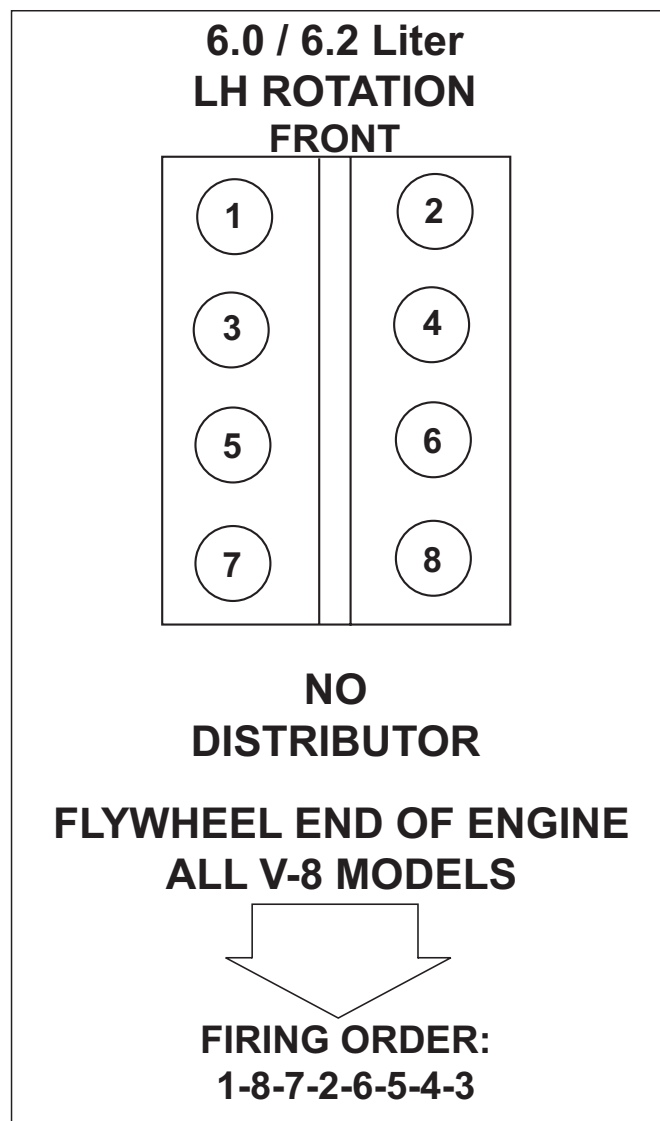 6.0 / 6.2 Liter
LH ROTATION
FRONT
1 2
3 4
5 6
7 8
NO
DISTRIBUTOR
FLYWHEEL END OF ENGINE
ALL V-8 MODELS
FIRING ORDER:
1-8-7-2-6-5-4-3